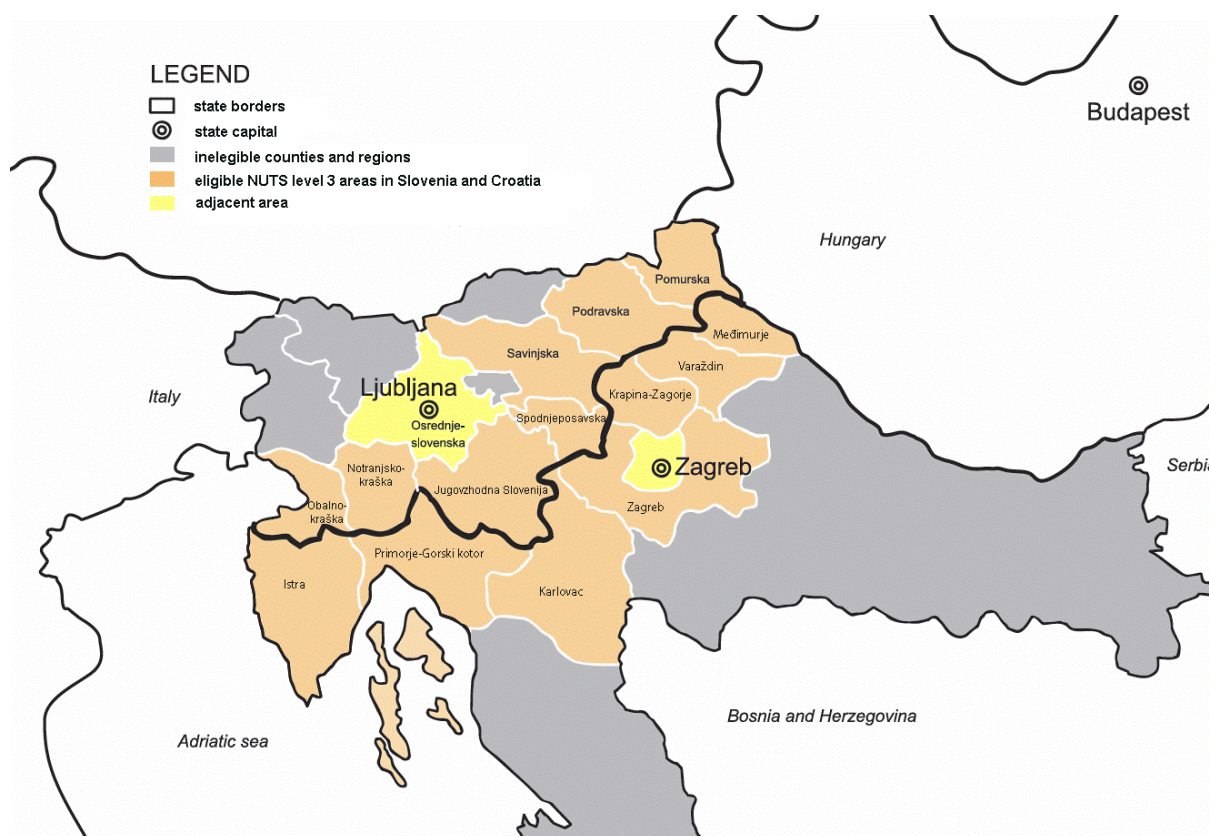 LEGEND
state borders
state capital
inelegible counties and regions
eligible NUTS level 3 areas in Slovenia and Croatia
adjacent area
Budapest
Hungary
Pomurska
Podravska
Međimurje
Savinjska
Varaždin
Italy
Ljubljana
Krapina-Zagorje
Osrednje-
slovenska
Spodnjeposavska
Zagreb
Serbia
Notranjsko-
kraška
Jugovzhodna Slovenija
Obalno-
kraška
Zagreb
Primorje-Gorski kotor
Istra
Karlovac
Bosnia and Herzegovina
Adriatic sea